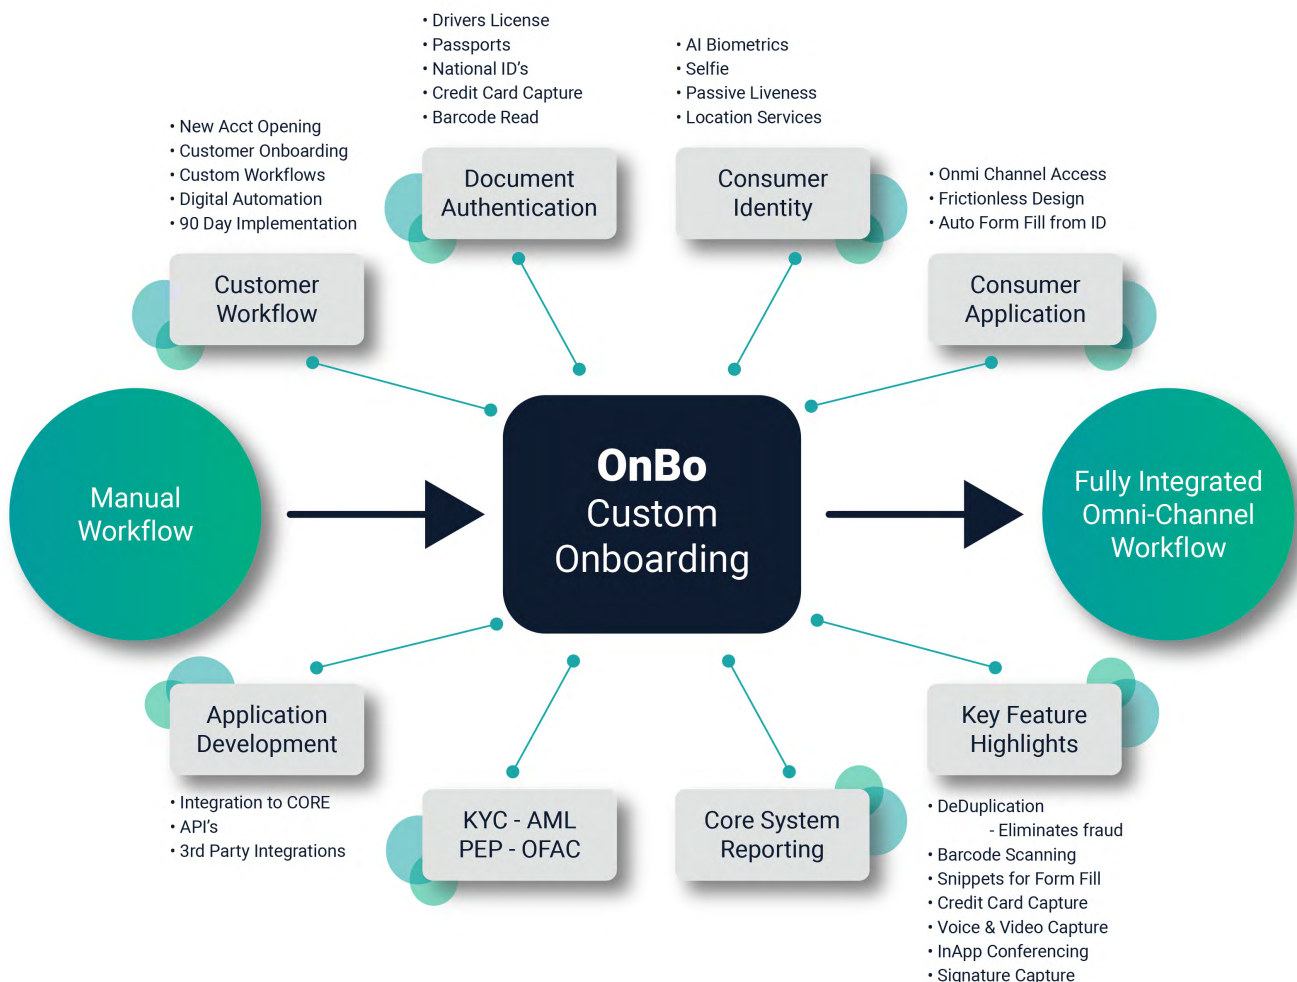 • Drivers License
• Passports
• National ID’s
• Credit Card Capture
• Barcode Read
• AI Biometrics
• Selfie
• Passive Liveness
• Location Services
• New Acct Opening
• Customer Onboarding
• Custom Workflows
• Digital Automation
• 90 Day Implementation
Document
Authentication
Consumer
Identity
• Onmi Channel Access
• Frictionless Design
• Auto Form Fill from ID
Customer
Workflow
Consumer
Application
Manual
Workflow
OnBo
Custom
Onboarding
Fully Integrated
Omni-Channel
Workflow
Application
Development
• Integration to CORE
• API’s
• 3rd Party Integrations
KYC - AML
PEP - OFAC
Core System
Reporting
Key Feature
Highlights
• DeDuplication
- Eliminates fraud
• Barcode Scanning
• Snippets for Form Fill
• Credit Card Capture
• Voice & Video Capture
• InApp Conferencing
• Signature Capture